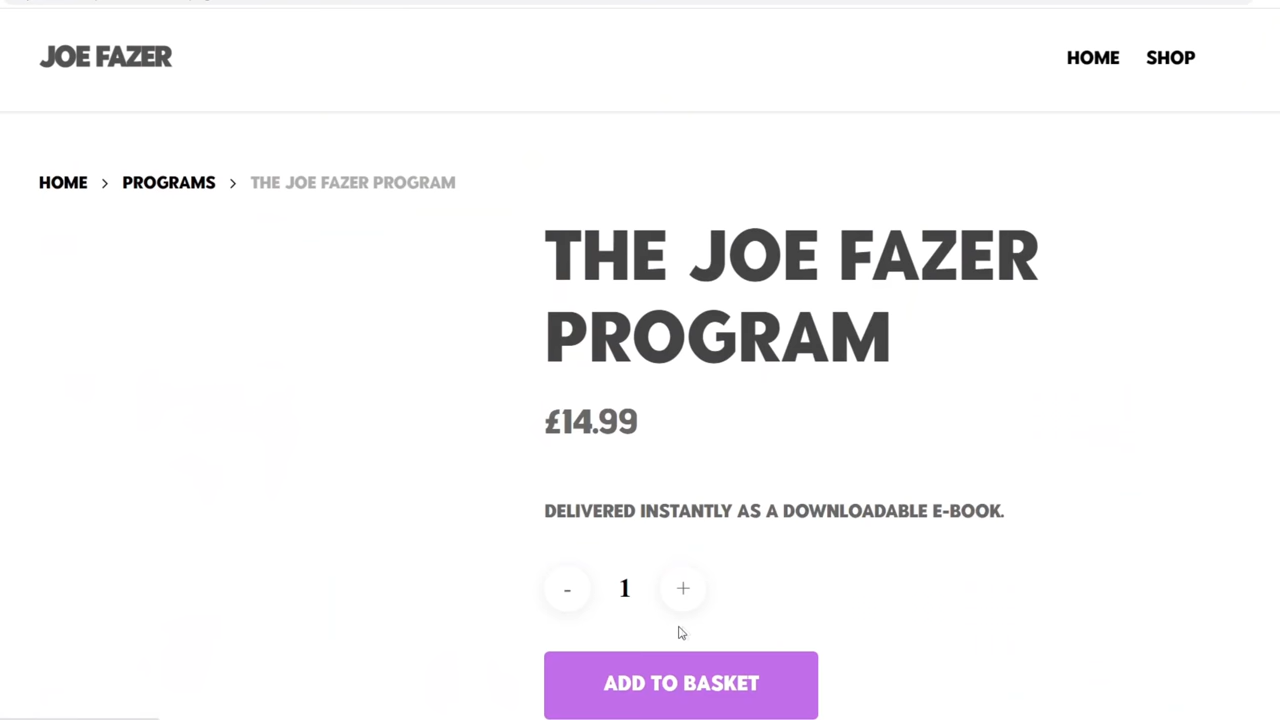 JOE FAZER
HOME SHOP
HOME > PROGRAMS > THE JOE FAZER PROGRAM
THE JOE FAZER
PROGRAM
£14.99
DELIVERED INSTANTLY AS A DOWNLOADABLE E-BOOK.
- 1 +
ADD TO BASKET